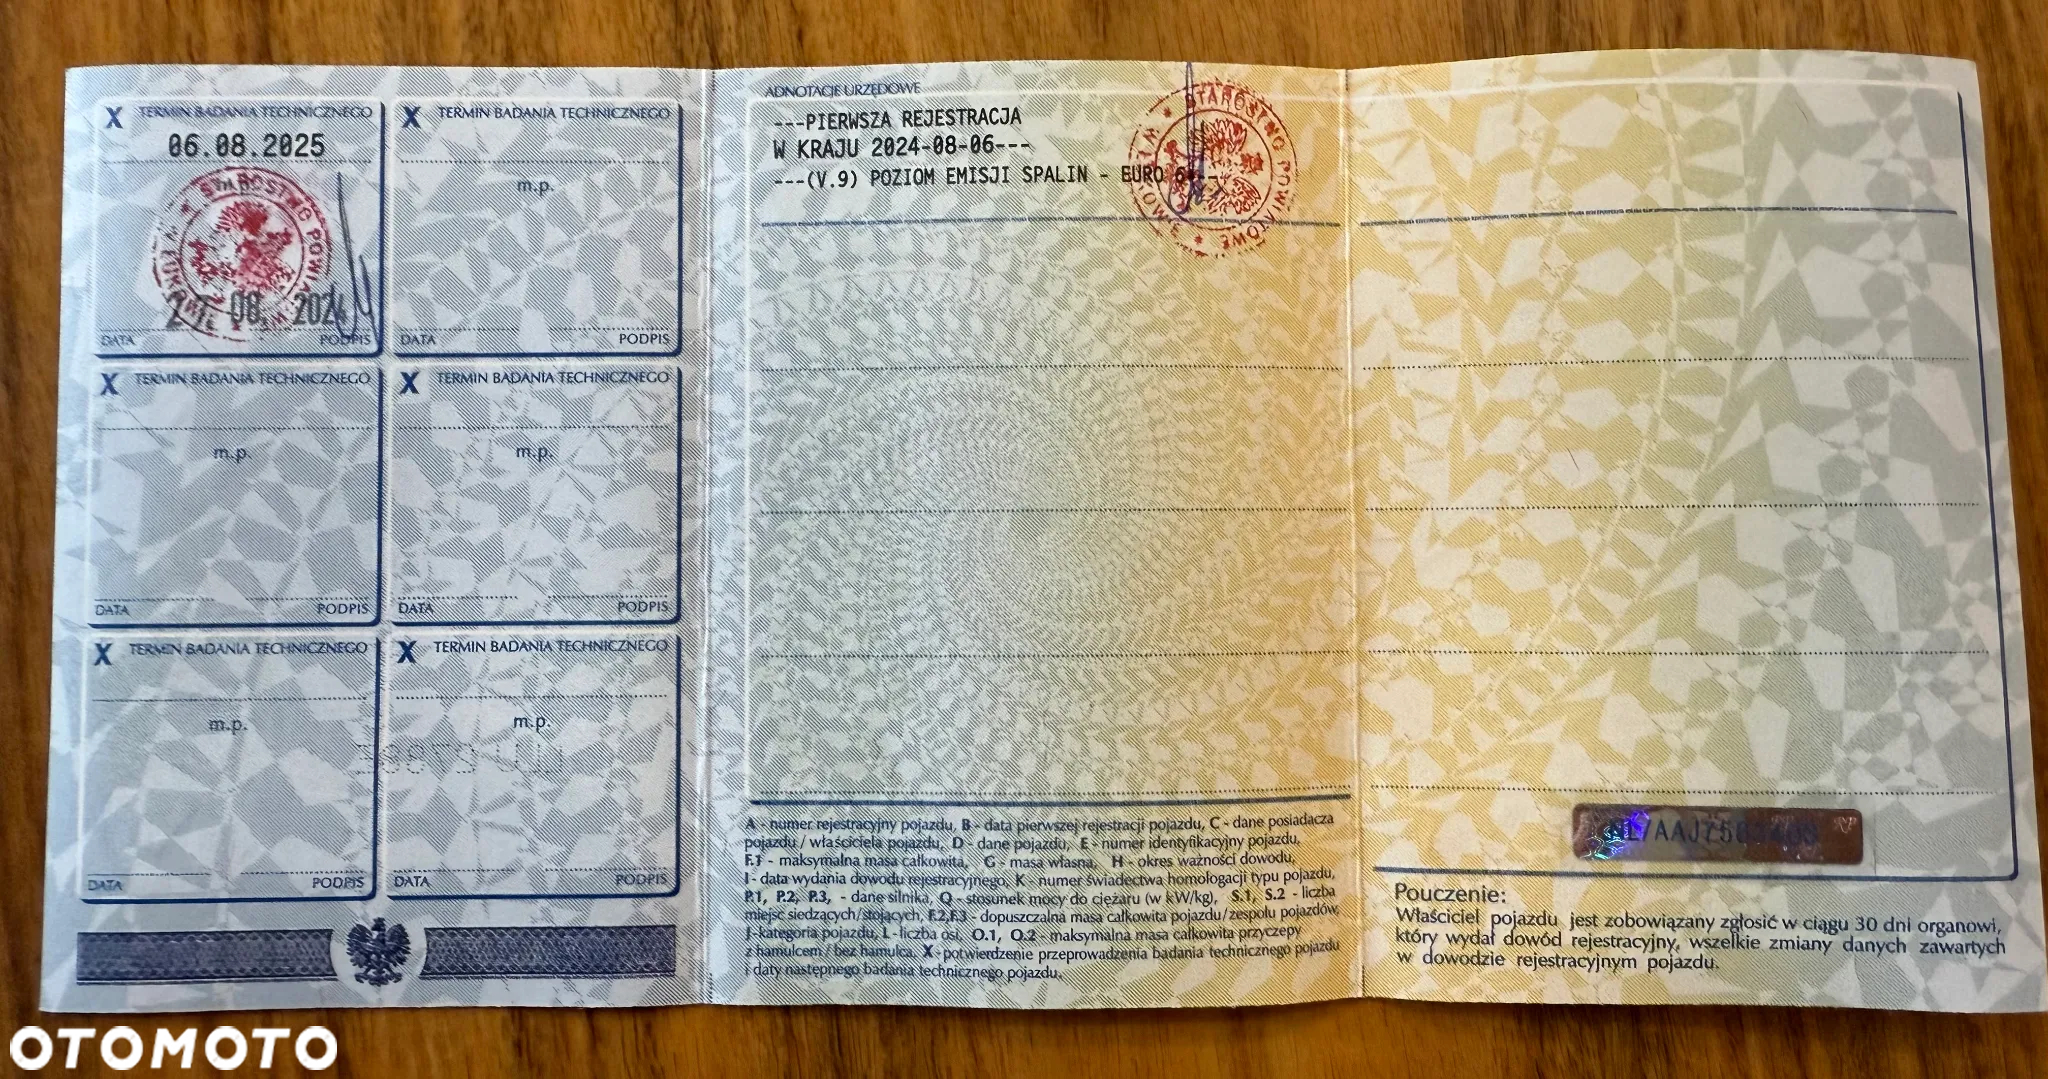 X TERMIN BADANIA TECHNICZNEGO
06.08.2025
STAROSTWO POWIATOWE
08. 2024
DATA PODPIS
X TERMIN BADANIA TECHNICZNEGO
m.p.
DATA PODPIS
X TERMIN BADANIA TECHNICZNEGO
m.p.
DATA PODPIS
X TERMIN BADANIA TECHNICZNEGO
m.p.
DATA PODPIS
X TERMIN BADANIA TECHNICZNEGO
m.p.
DATA PODPIS
X TERMIN BADANIA TECHNICZNEGO
m.p.
DATA PODPIS
ADNOTACJE URZĘDOWE
---PIERWSZA REJESTRACJA
W KRAJU 2024-08-06---
---(V.9) POZIOM EMISJI SPALIN - EURO
STAROSTWO POWIATOWE
A - numer rejestracyjny pojazdu, B - data pierwszej rejestracji pojazdu, C - dane posiadacza
pojazdu / właściciela pojazdu, D - dane pojazdu, E - numer identyfikacyjny pojazdu,
F.1 - maksymalna masa całkowita, G - masa własna, H - okres ważności dowodu,
I - data wydania dowodu rejestracyjnego, K - numer świadectwa homologacji typu pojazdu,
P.1, P.2, P.3, - dane silnika, Q - stosunek mocy do ciężaru (w kW/kg), S.1, S.2 - liczba
miejsc siedzących/stojących, F.2,F.3 - dopuszczalna masa całkowita pojazdu/zespołu pojazdów,
J - kategoria pojazdu, L - liczba osi, O.1, O.2 - maksymalna masa całkowita przyczepy
z hamulcem / bez hamulca, X - potwierdzenie przeprowadzenia badania technicznego pojazdu
i daty następnego badania technicznego pojazdu.
Pouczenie:
Właściciel pojazdu jest zobowiązany zgłosić w ciągu 30 dni organowi,
który wydał dowód rejestracyjny, wszelkie zmiany danych zawartych
w dowodzie rejestracyjnym pojazdu.
OTOMOTO